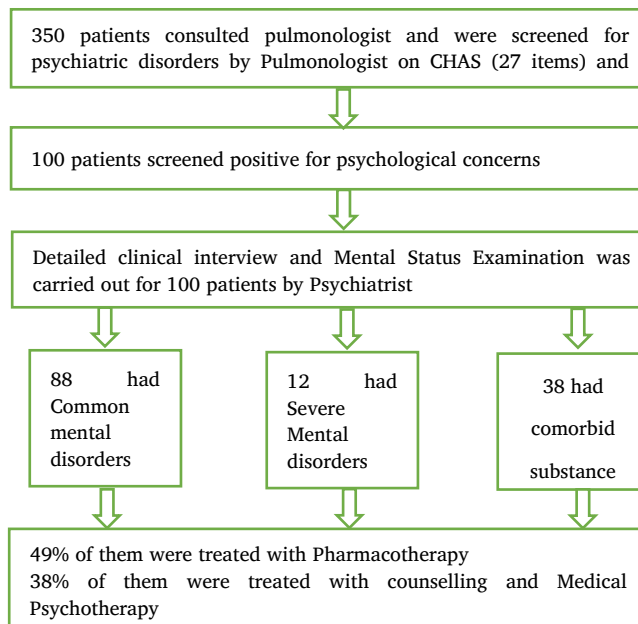 350 patients consulted pulmonologist and were screened for
psychiatric disorders by Pulmonologist on CHAS (27 items) and
100 patients screened positive for psychological concerns
Detailed clinical interview and Mental Status Examination was
carried out for 100 patients by Psychiatrist
88 had
Common
mental
disorders
12 had
Severe
Mental
disorders
38 had
comorbid
substance
49% of them were treated with Pharmacotherapy
38% of them were treated with counselling and Medical
Psychotherapy